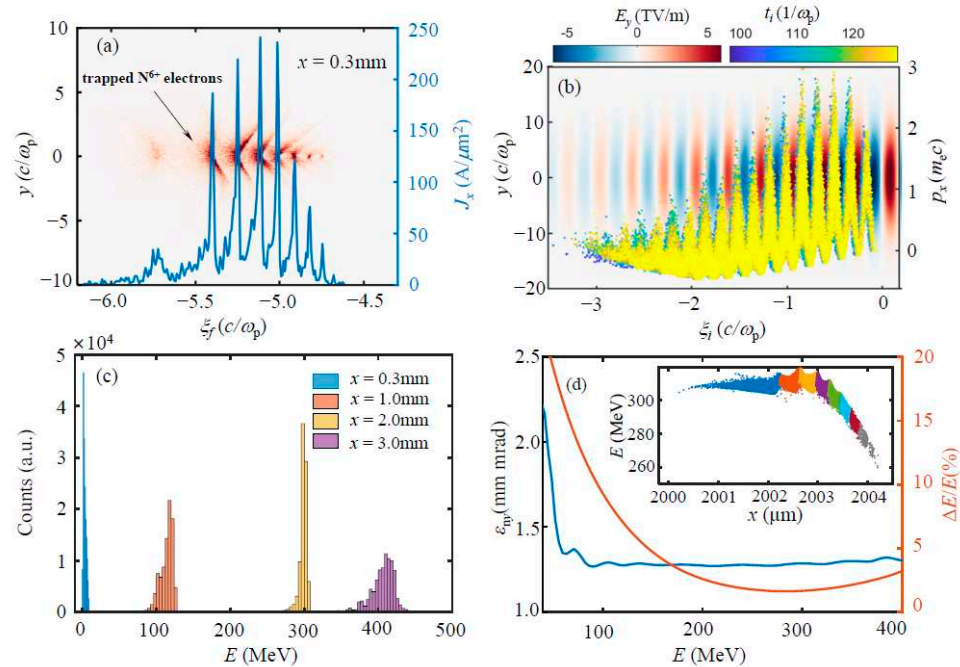 (a)
x = 0.3mm
trapped N⁶⁺ electrons
y (c/ωp)
10
5
0
−5
−10
−6.0
−5.5
−5.0
−4.5
ξf (c/ωp)
250
200
150
100
50
0
Jx (A/μm²)
Ey (TV/m)
-5
0
5
ti (1/ωp)
100
110
120
(b)
y (c/ωp)
20
10
0
−10
−20
−3
−2
−1
0
ξi (c/ωp)
3
2
1
0
px (mec)
×10⁴
(c)
x = 0.3mm
x = 1.0mm
x = 2.0mm
x = 3.0mm
Counts (a.u.)
5
4
3
2
1
0
0
100
200
300
400
500
E (MeV)
(d)
εny(mm mrad)
2.5
2.0
1.5
1.0
100
200
300
400
E (MeV)
20
15
10
5
0
ΔE/E(%)
E (MeV)
300
280
260
2000
2001
2002
2003
2004
x (μm)